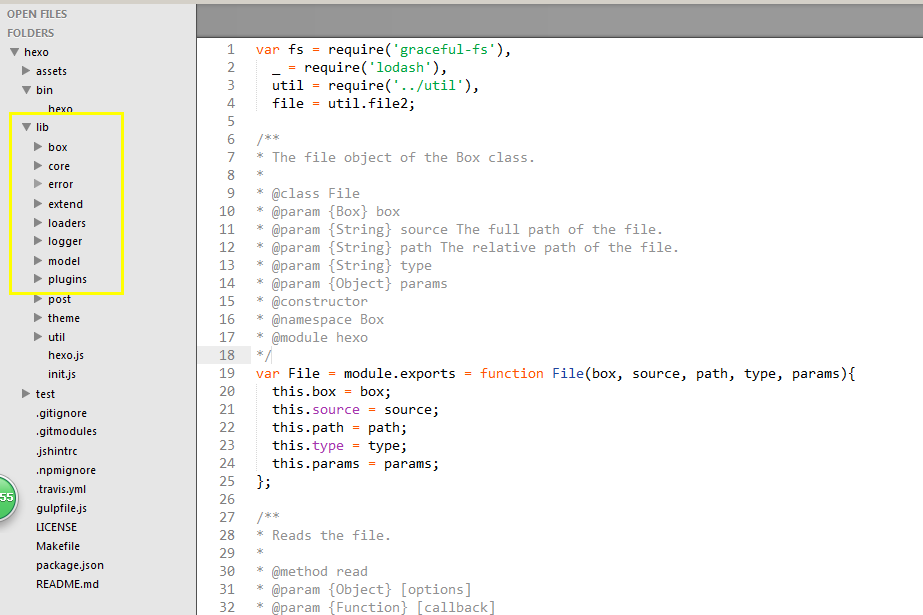 OPEN FILES
FOLDERS
hexo
assets
bin
hexo
lib
box
core
error
extend
loaders
logger
model
plugins
post
theme
util
hexo.js
init.js
test
.gitignore
.gitmodules
.jshintrc
.npmignore
.travis.yml
gulpfile.js
LICENSE
Makefile
package.json
README.md
55
1 var fs = require('graceful-fs'),
2 _ = require('lodash'),
3 util = require('../util'),
4 file = util.file2;
5
6 /**
7 * The file object of the Box class.
8 *
9 * @class File
10 * @param {Box} box
11 * @param {String} source The full path of the file.
12 * @param {String} path The relative path of the file.
13 * @param {String} type
14 * @param {Object} params
15 * @constructor
16 * @namespace Box
17 * @module hexo
18 */
19 var File = module.exports = function File(box, source, path, type, params){
20 this.box = box;
21 this.source = source;
22 this.path = path;
23 this.type = type;
24 this.params = params;
25 };
26
27 /**
28 * Reads the file.
29 *
30 * @method read
31 * @param {Object} [options]
32 * @param {Function} [callback]